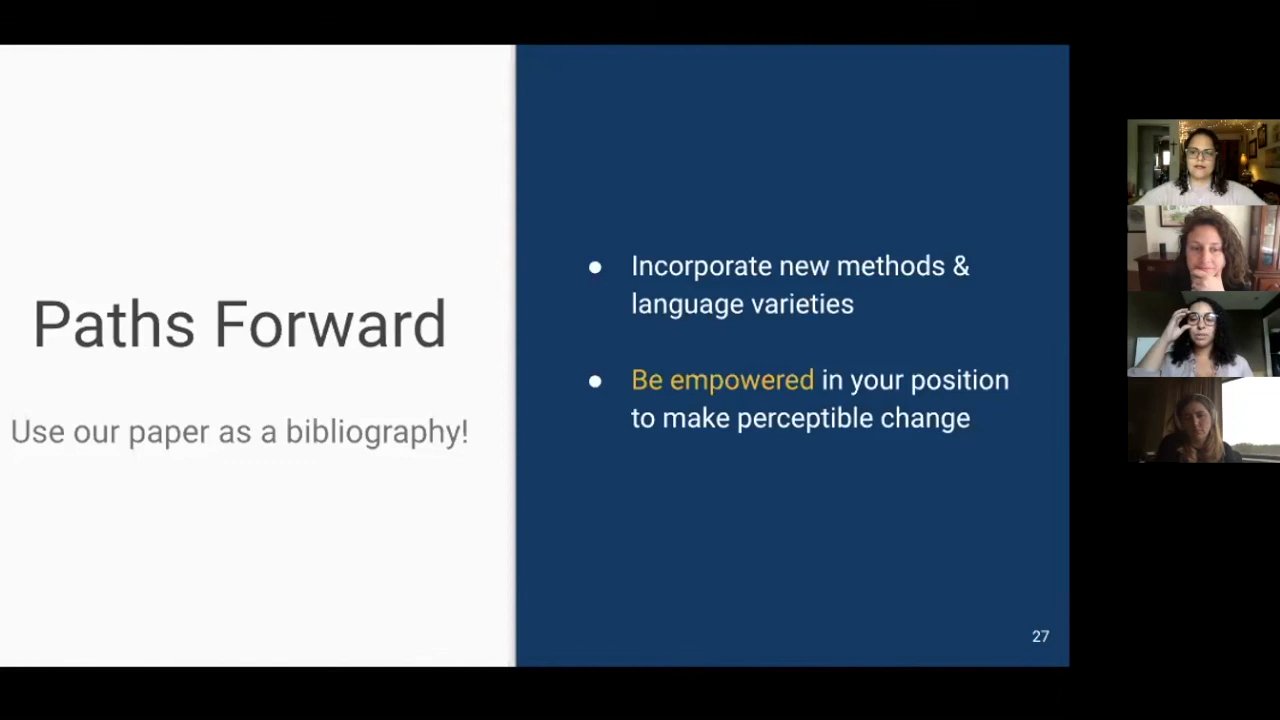 Paths Forward
Use our paper as a bibliography!
● Incorporate new methods &
language varieties
● Be empowered in your position
to make perceptible change
27